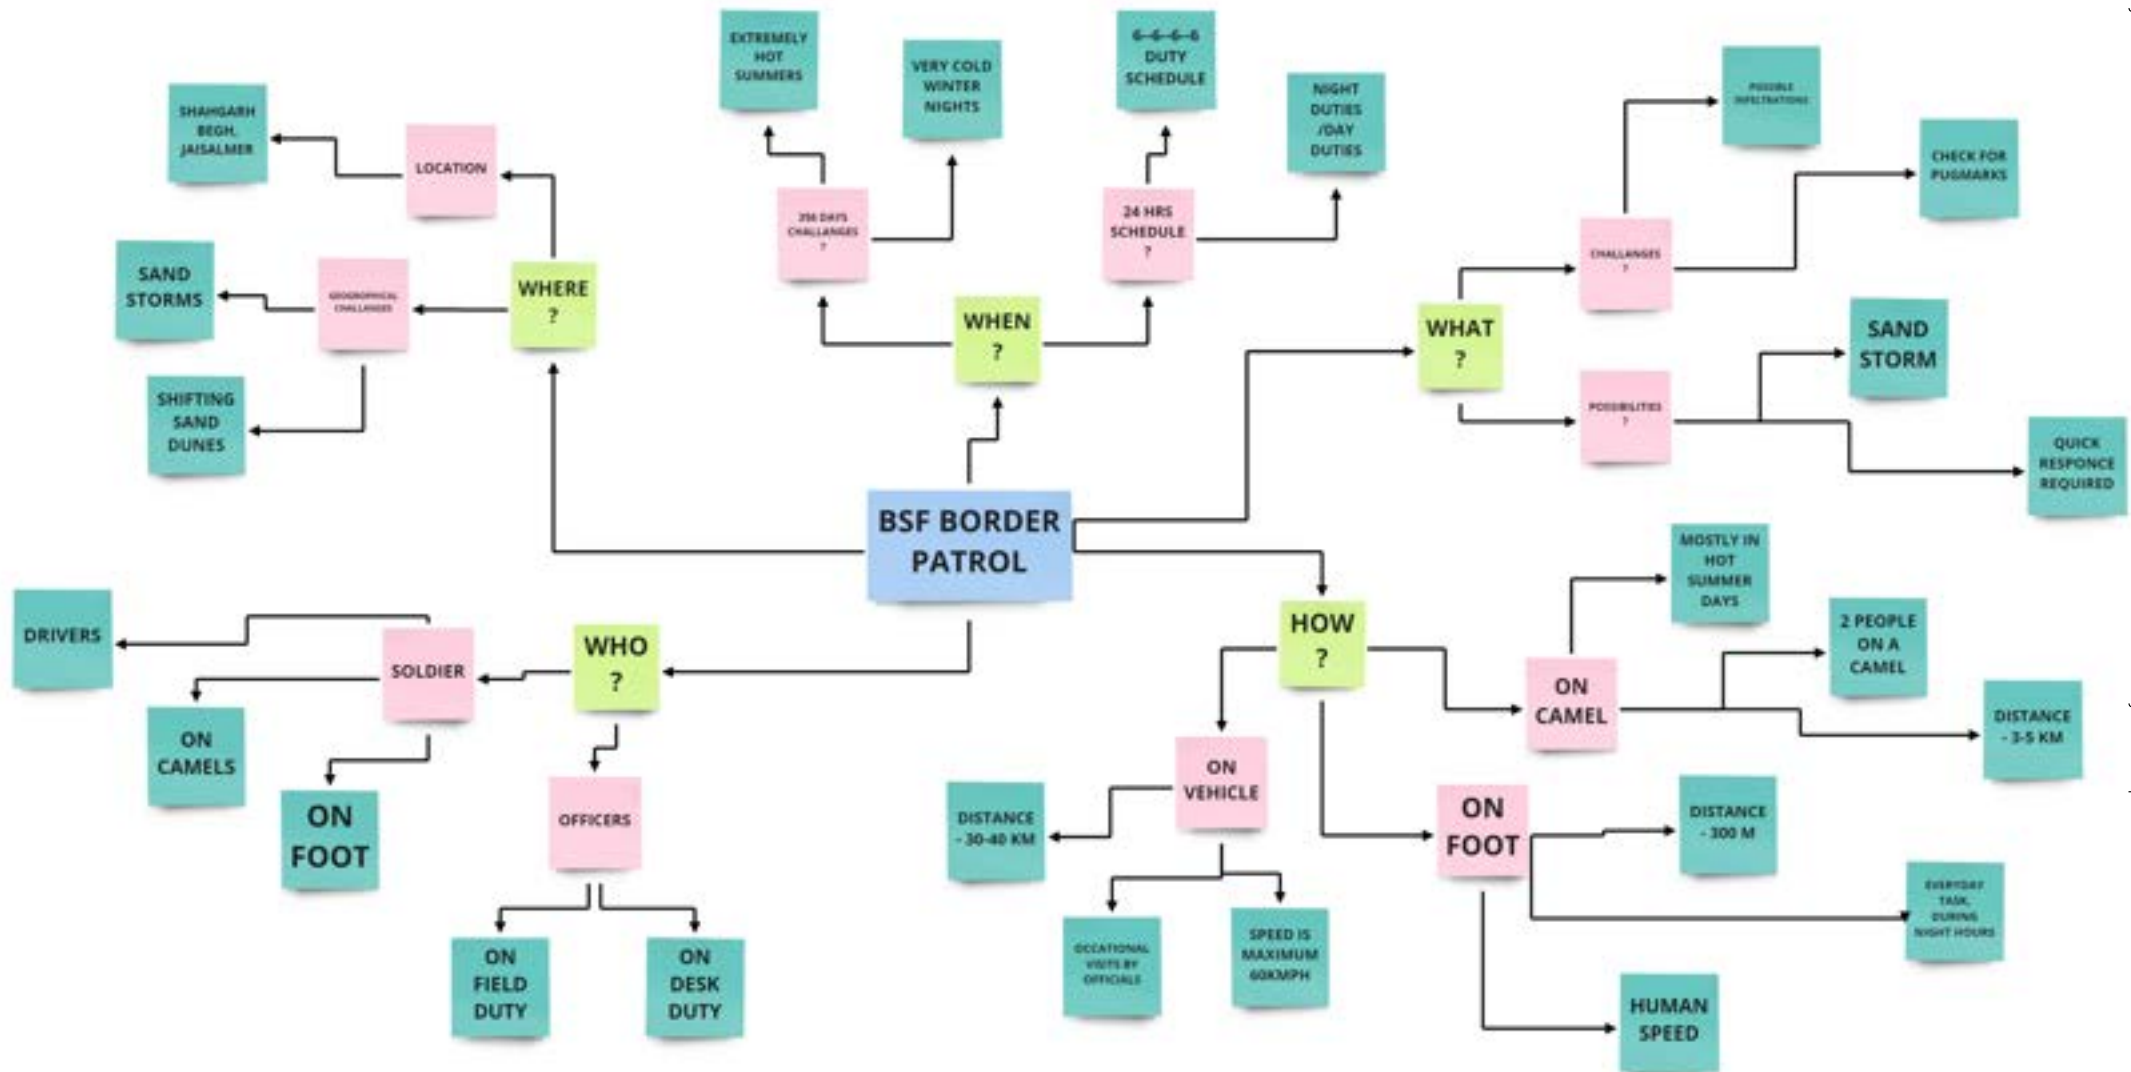 EXTREMELY
HOT
SUMMERS
VERY COLD
WINTER
NIGHTS
6-6-6-6
DUTY
SCHEDULE
NIGHT
DUTIES
/DAY
DUTIES
POSSIBLE
INFILTRATIONS
CHECK FOR
PUGMARKS
SHAHGARH
BEGH,
JAISALMER
LOCATION
DAYS
CHALLANGES
?
24 HRS
SCHEDULE
?
CHALLANGES
?
SAND
STORMS
GEOGRAPHICAL
CHALLANGES
WHERE
?
WHEN
?
WHAT
?
SAND
STORM
SHIFTING
SAND
DUNES
POSSIBILITIES
?
QUICK
RESPONCE
REQUIRED
BSF BORDER
PATROL
DRIVERS
SOLDIER
WHO
?
ON
CAMELS
ON
FOOT
OFFICERS
ON
FIELD
DUTY
ON
DESK
DUTY
HOW
?
MOSTLY IN
HOT
SUMMER
DAYS
2 PEOPLE
ON A
CAMEL
ON
CAMEL
DISTANCE
- 3-5 KM
ON
VEHICLE
DISTANCE
- 30-40 KM
OCCATIONAL
VISITS BY
OFFICIALS
SPEED IS
MAXIMUM
60KMPH
ON
FOOT
DISTANCE
- 300 M
EVERYDAY
TASK,
DURING
NIGHT HOURS
HUMAN
SPEED